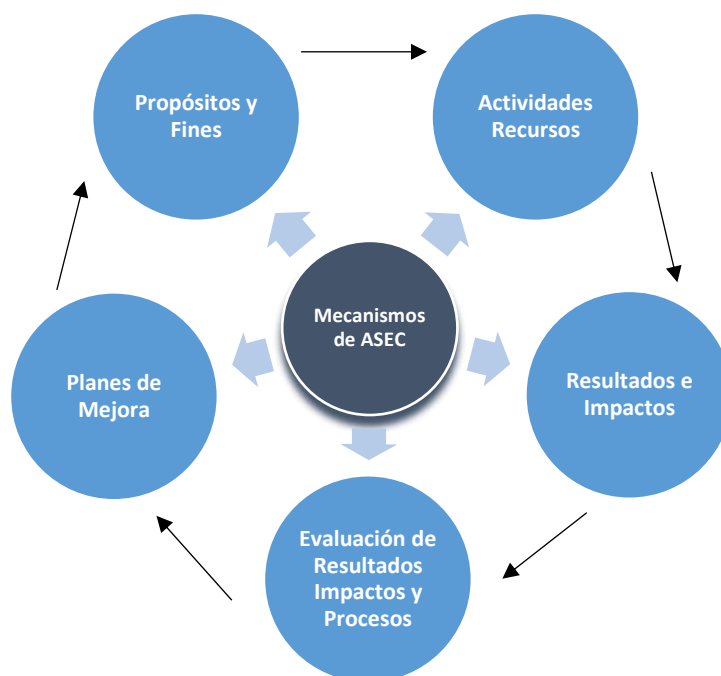 Propósitos y
Fines
Actividades
Recursos
Mecanismos
de ASEC
Planes de
Mejora
Resultados e
Impactos
Evaluación de
Resultados
Impactos y
Procesos